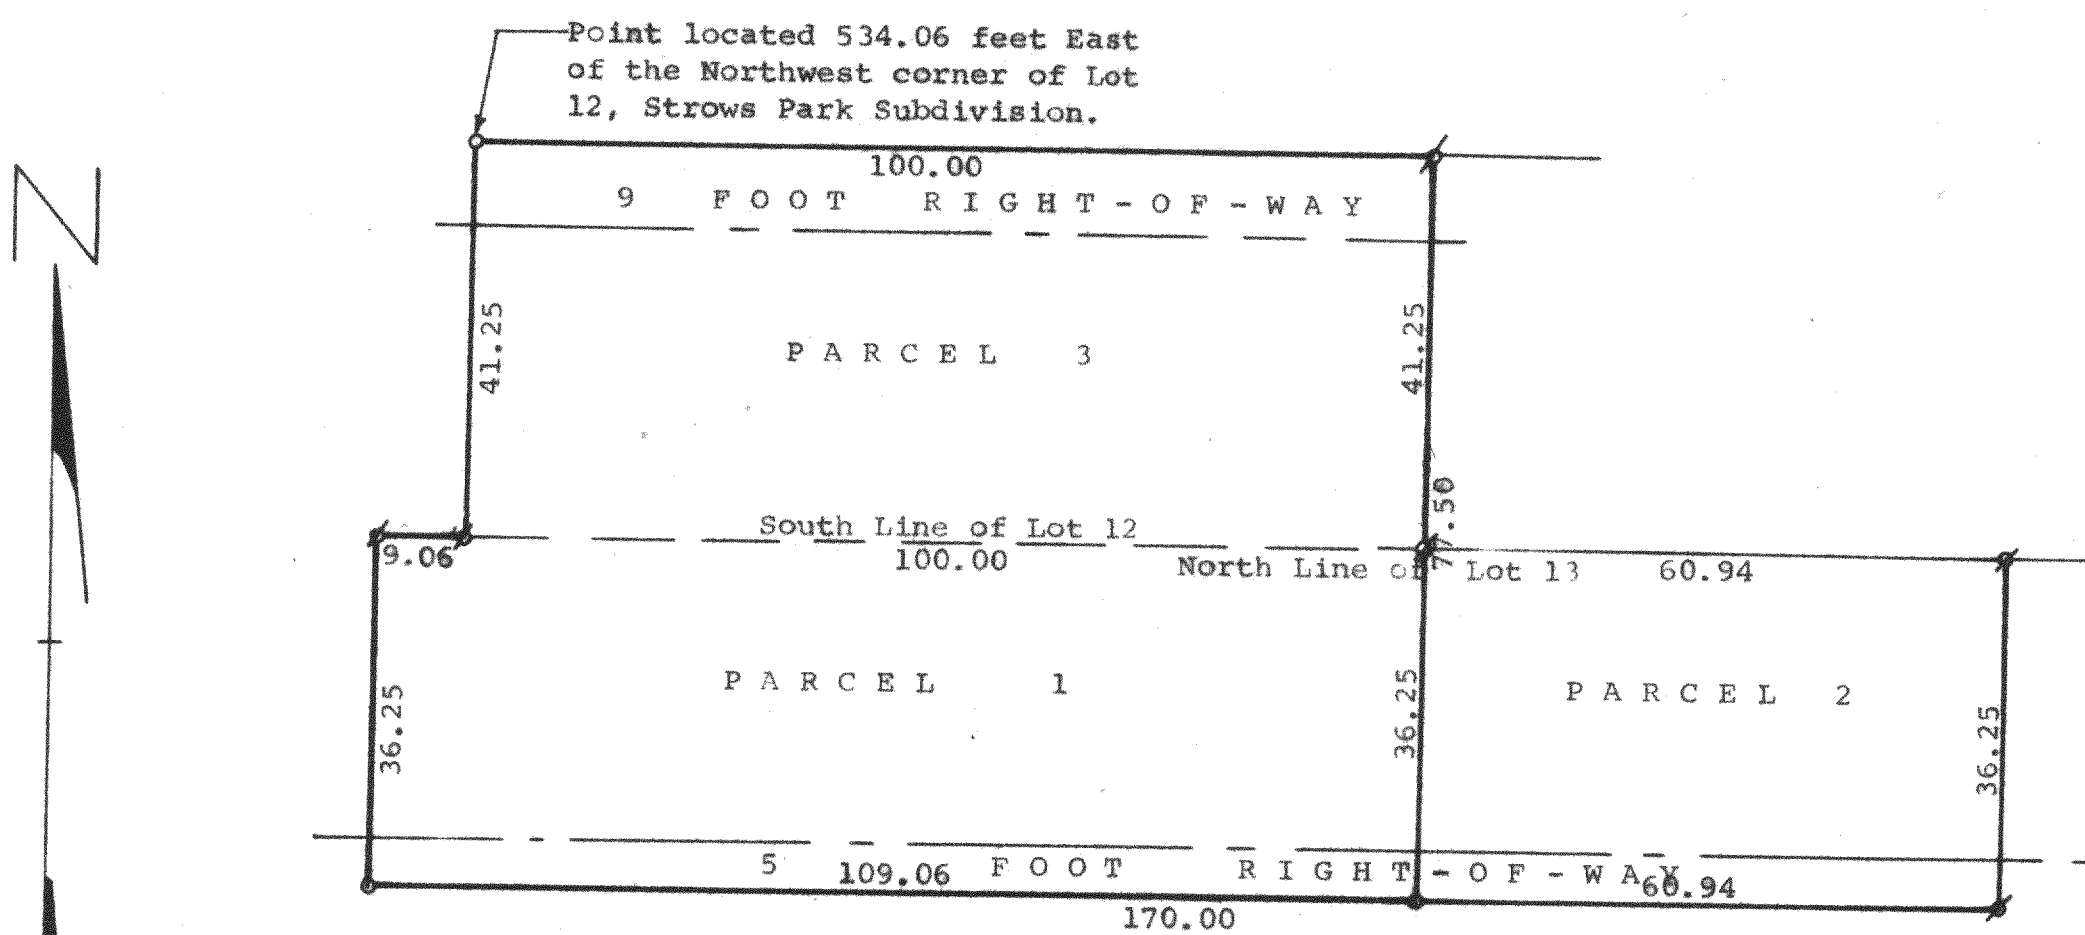 Point located 534.06 feet East
of the Northwest corner of Lot
12, Strows Park Subdivision.
N
100.00
9 FOOT RIGHT-OF-WAY
41.25
41.25
PARCEL 3
77.50
South Line of Lot 12
9.06
100.00
North Line of Lot 13
60.94
PARCEL 1
PARCEL 2
36.25
36.25
36.25
5 FOOT RIGHT-OF-WAY
109.06
60.94
170.00